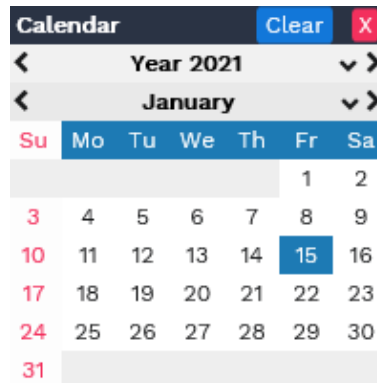 Calendar Clear X
Year 2021
January
Su Mo Tu We Th Fr Sa
1 2
3 4 5 6 7 8 9
10 11 12 13 14 15 16
17 18 19 20 21 22 23
24 25 26 27 28 29 30
31